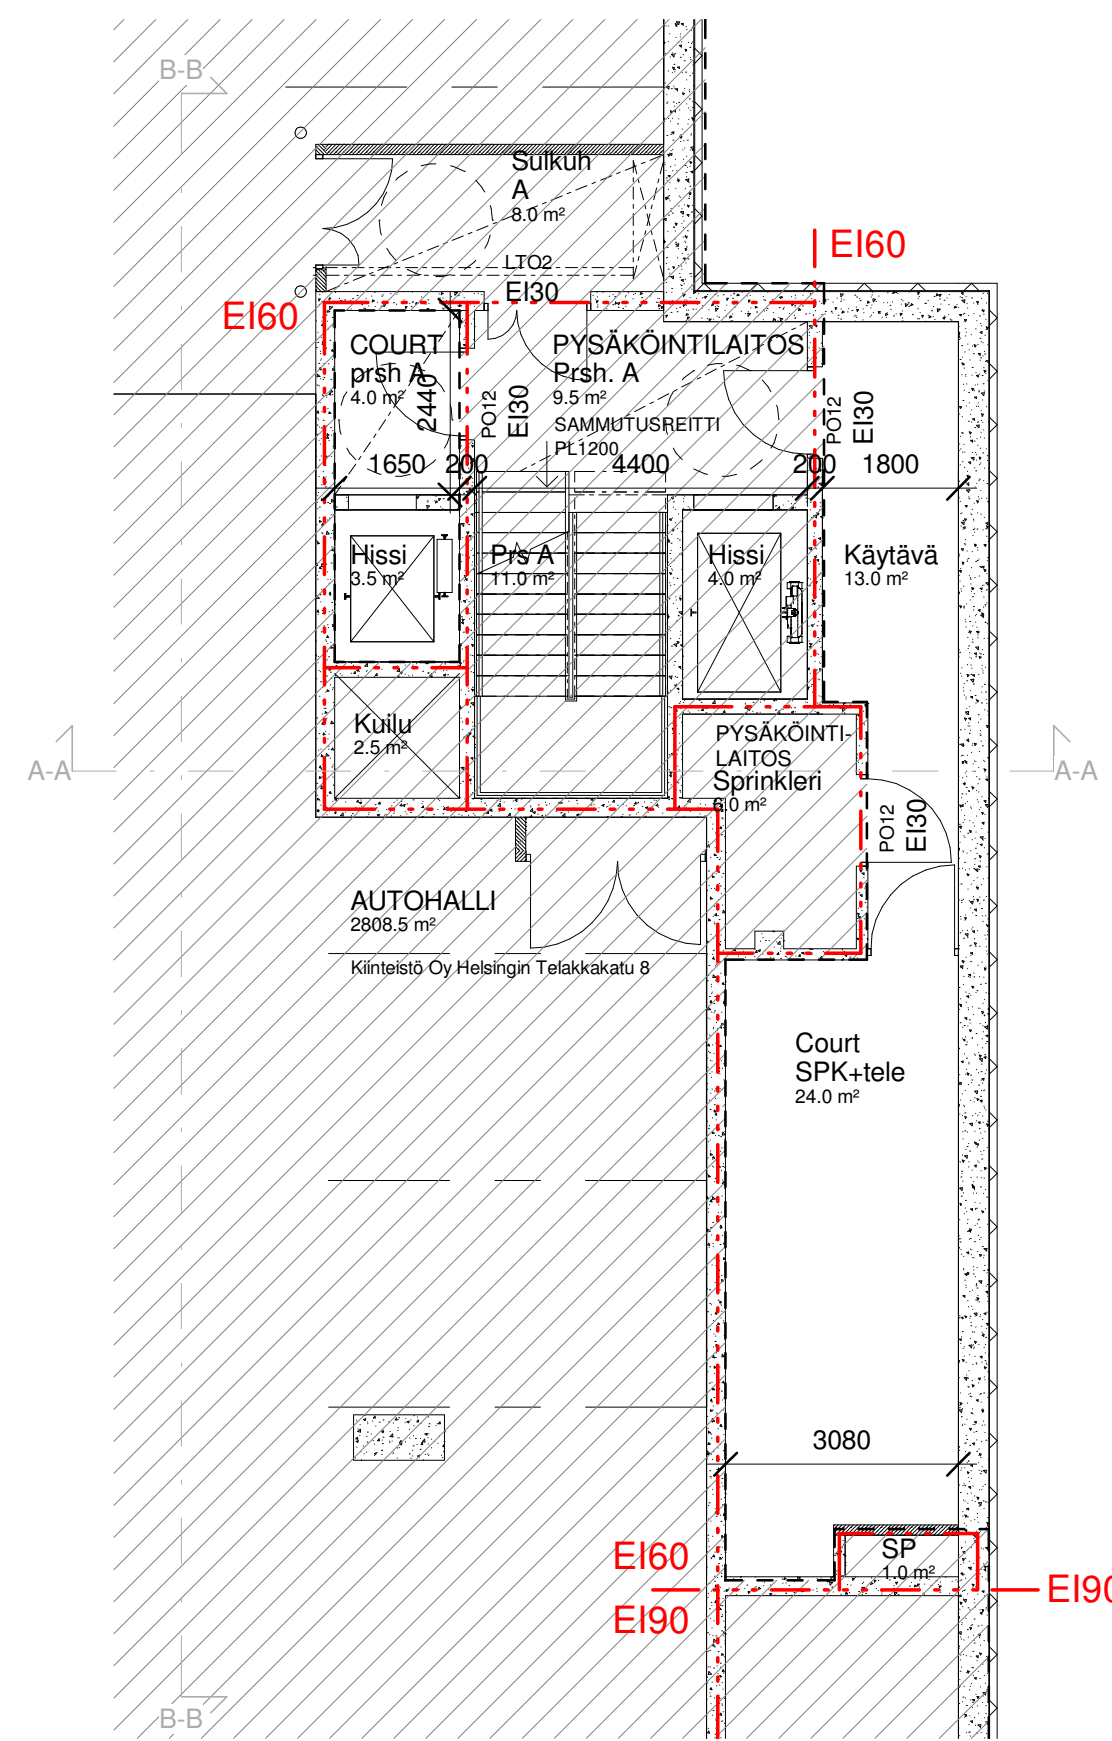 B-B
Sulkuh
A
8.0 m²
EI60
LTO2
EI30
EI60
COURT
prsh A
4.0 m²
PYSÄKÖINTILAITOS
Prsh. A
9.5 m²
2440
PO12
EI30
SAMMUTUSREITTI
PL1200
PO12
EI30
1650
200
4400
200
1800
Hissi
3.5 m²
Prs A
11.0 m²
Hissi
4.0 m²
Käytävä
13.0 m²
Kuilu
2.5 m²
PYSÄKÖINTI-
LAITOS
Sprinkleri
6.0 m²
A-A
A-A
PO12
EI30
AUTOHALLI
2808.5 m²
Kiinteistö Oy Helsingin Telakkakatu 8
Court
SPK+tele
24.0 m²
3080
EI60
SP
1.0 m²
EI90
EI90
B-B